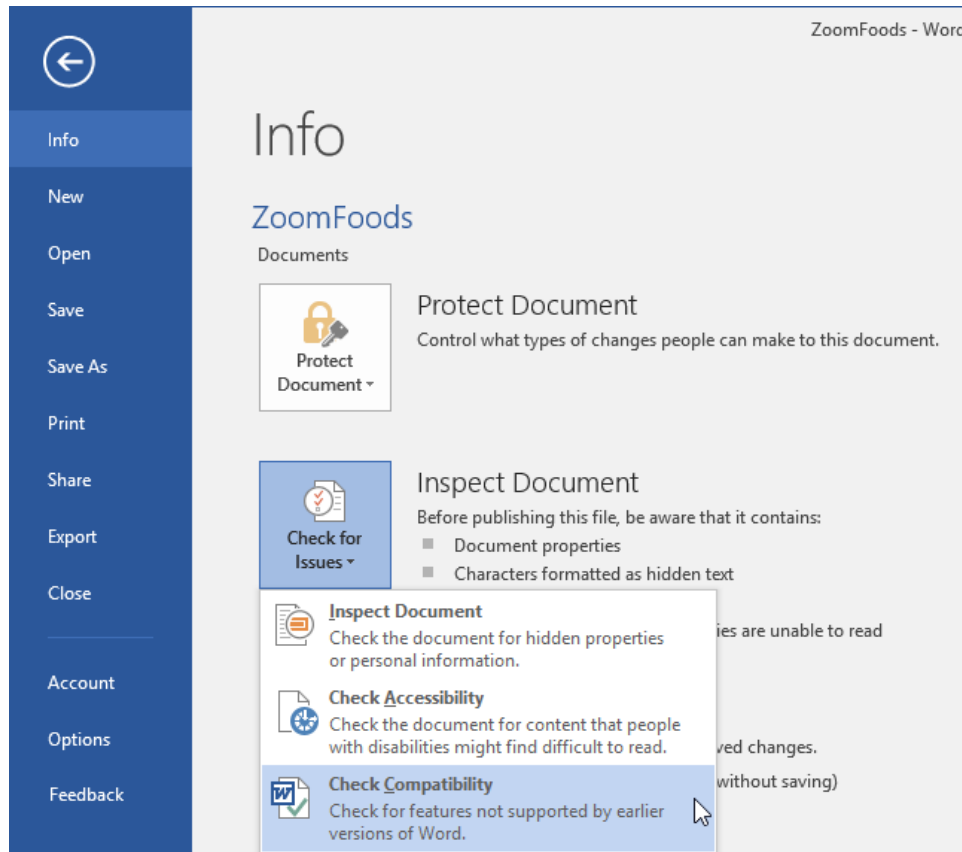 ZoomFoods - Word
Info
New
Open
Save
Save As
Print
Share
Export
Close
Account
Options
Feedback
Info
ZoomFoods
Documents
Protect
Document
Protect Document
Control what types of changes people can make to this document.
Check for
Issues
Inspect Document
Before publishing this file, be aware that it contains:
Document properties
Characters formatted as hidden text
are unable to read
changes.
without saving)
Inspect Document
Check the document for hidden properties
or personal information.
Check Accessibility
Check the document for content that people
with disabilities might find difficult to read.
Check Compatibility
Check for features not supported by earlier
versions of Word.